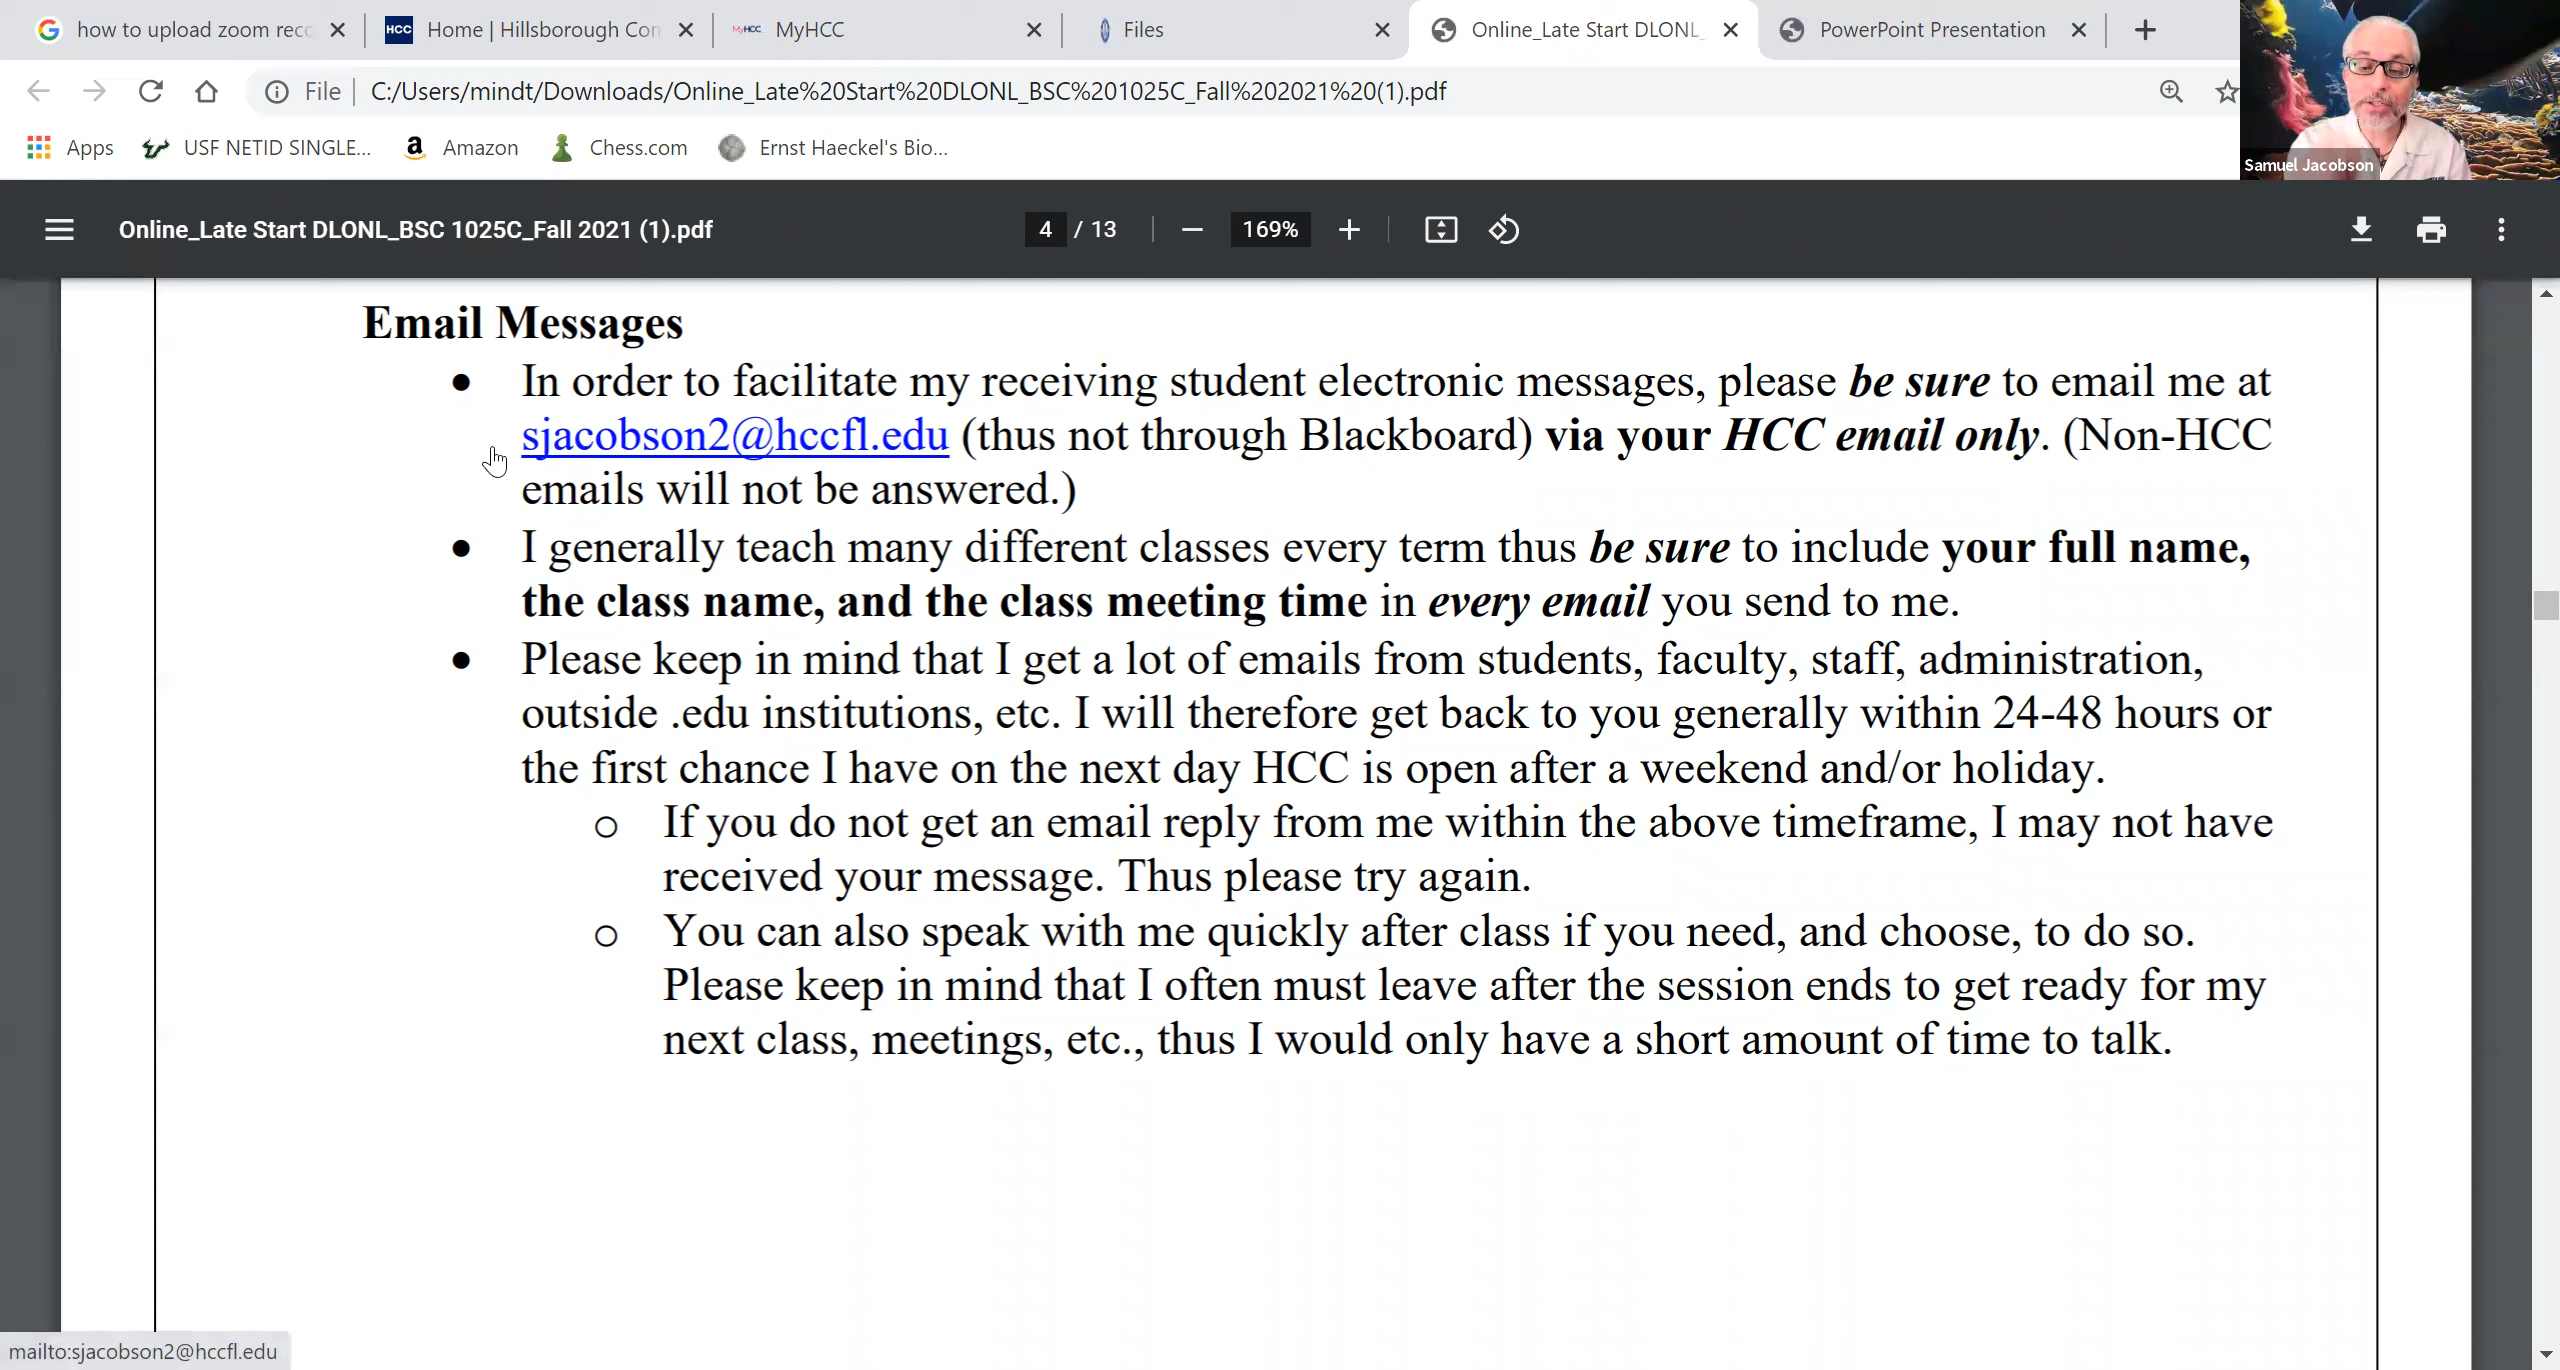 how to upload zoom reco
Home | Hillsborough Con
MyHCC
MyHCC
Files
Online_Late Start DLONL_
PowerPoint Presentation
HCC
File
C:/Users/mindt/Downloads/Online_Late%20Start%20DLONL_BSC%201025C_Fall%202021%20(1).pdf
Apps
USF NETID SINGLE...
Amazon
Chess.com
Ernst Haeckel's Bio...
Samuel Jacobson
Online_Late Start DLONL_BSC 1025C_Fall 2021 (1).pdf
4 / 13
169%
Email Messages
• In order to facilitate my receiving student electronic messages, please be sure to email me at
sjacobson2@hccfl.edu (thus not through Blackboard) via your HCC email only. (Non-HCC
emails will not be answered.)
• I generally teach many different classes every term thus be sure to include your full name,
the class name, and the class meeting time in every email you send to me.
• Please keep in mind that I get a lot of emails from students, faculty, staff, administration,
outside .edu institutions, etc. I will therefore get back to you generally within 24-48 hours or
the first chance I have on the next day HCC is open after a weekend and/or holiday.
o If you do not get an email reply from me within the above timeframe, I may not have
received your message. Thus please try again.
o You can also speak with me quickly after class if you need, and choose, to do so.
Please keep in mind that I often must leave after the session ends to get ready for my
next class, meetings, etc., thus I would only have a short amount of time to talk.
mailto:sjacobson2@hccfl.edu